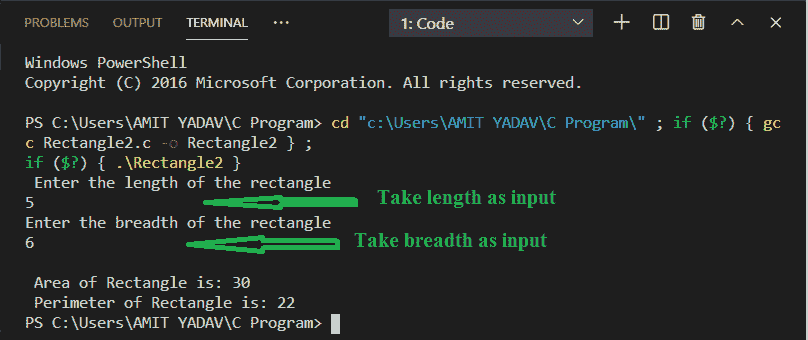 PROBLEMS OUTPUT TERMINAL ... 1: Code
Windows PowerShell
Copyright (C) 2016 Microsoft Corporation. All rights reserved.
PS C:\Users\AMIT YADAV\C Program> cd "c:\Users\AMIT YADAV\C Program\" ; if ($?) { gc
c Rectangle2.c -o Rectangle2 } ;
if ($?) { .\Rectangle2 }
Enter the length of the rectangle
5 Take length as input
Enter the breadth of the rectangle
6 Take breadth as input
Area of Rectangle is: 30
Perimeter of Rectangle is: 22
PS C:\Users\AMIT YADAV\C Program>